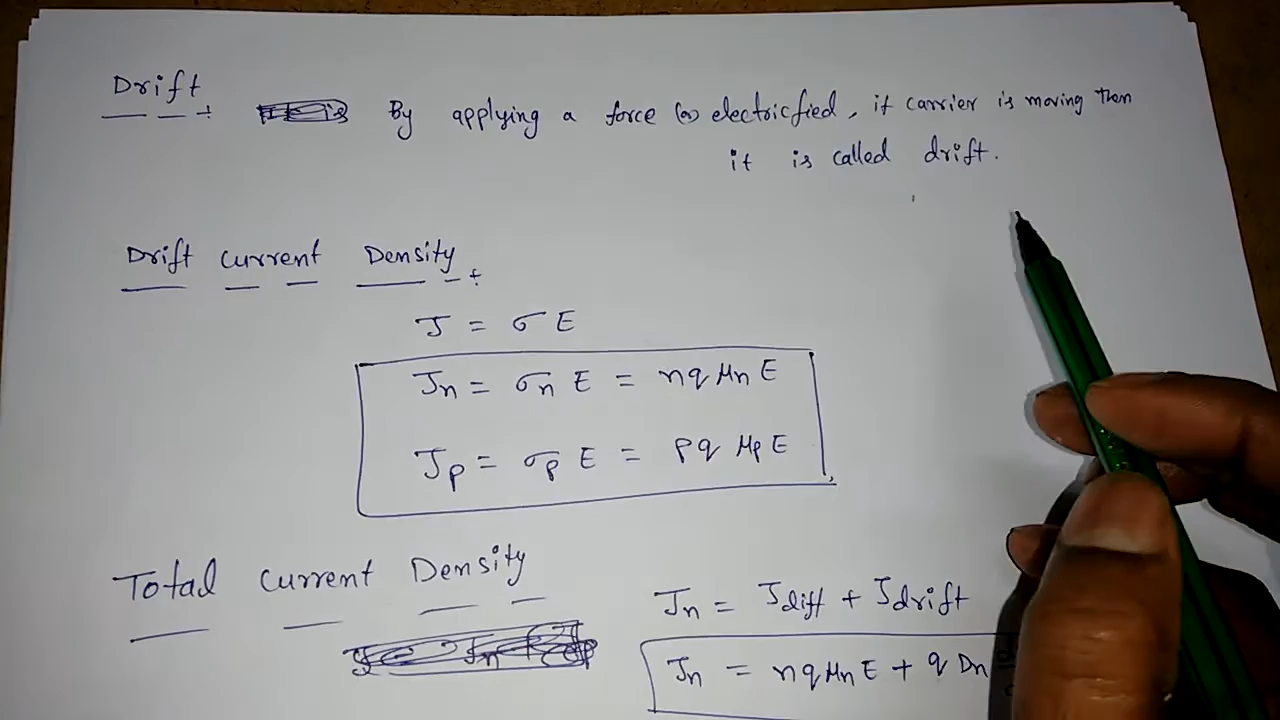 Drift
By applying a force (or) electricfied, if carrier is moving then
it is called drift.
Drift Current Density
J = σ E
Jn = σn E = nq μn E
Jp = σp E = pq μp E
Total Current Density
Jn = Jdiff + Jdrift
Jn = nq μn E + q Dn